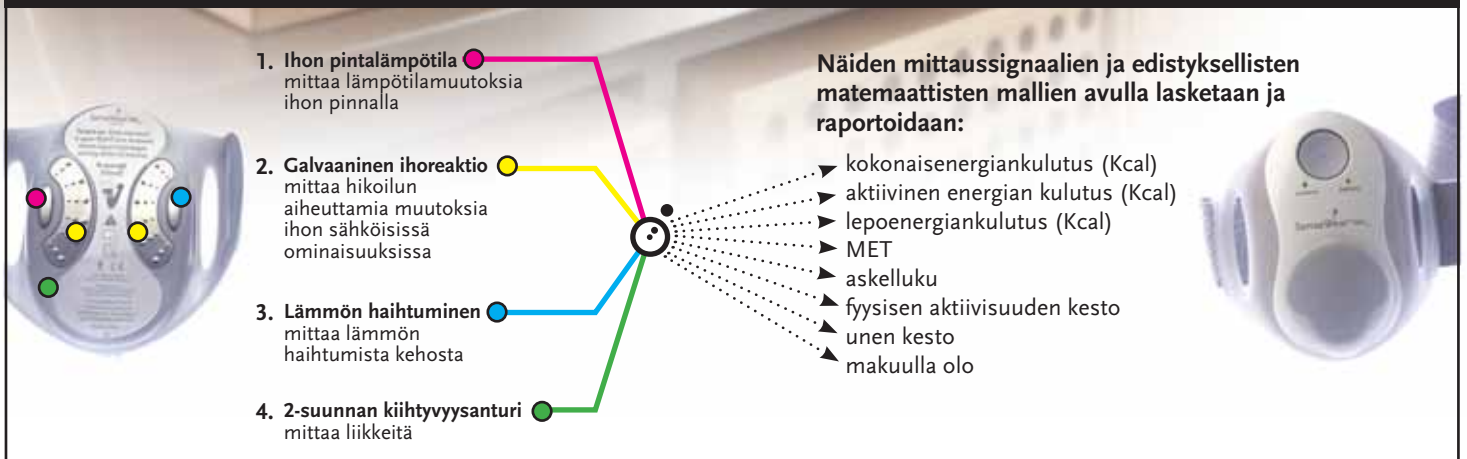 1. Ihon pintalämpötila
mittaa lämpötilamuutoksia
ihon pinnalla
2. Galvaaninen ihoreaktio
mittaa hikoilun
aiheuttamia muutoksia
ihon sähköisissä
ominaisuuksissa
3. Lämmön haihtuminen
mittaa lämmön
haihtumista kehosta
4. 2-suunnan kiihtyvyysanturi
mittaa liikkeitä
Näiden mittaussignaalien ja edistyksellisten
matemaattisten mallien avulla lasketaan ja
raportoidaan:
kokonaisenergiankulutus (Kcal)
aktiivinen energian kulutus (Kcal)
lepoenergiankulutus (Kcal)
MET
askelluku
fyysisen aktiivisuuden kesto
unen kesto
makuulla olo